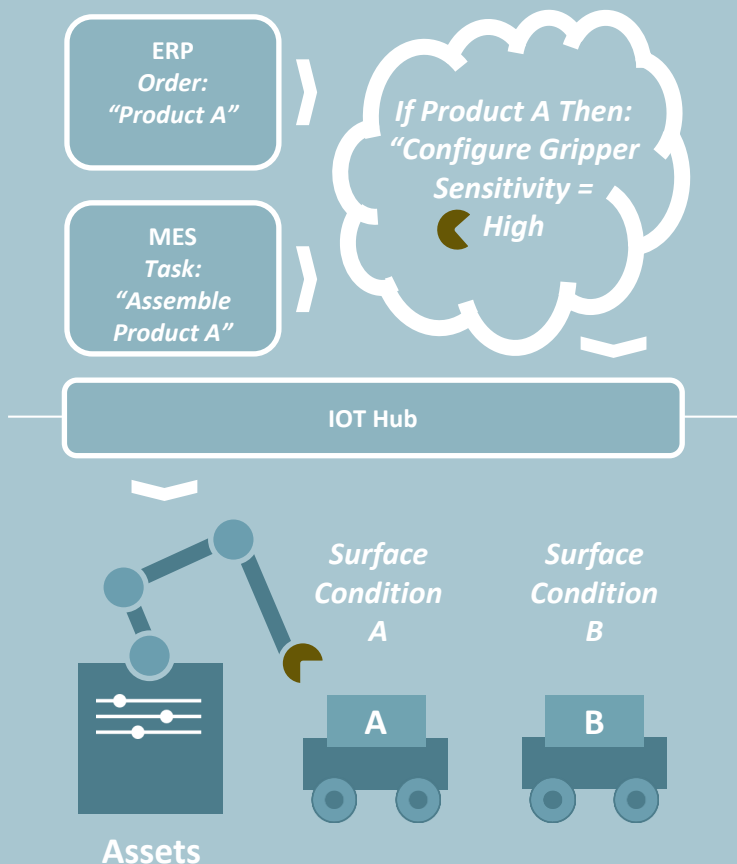 ERP
Order:
“Product A”
If Product A Then:
“Configure Gripper
Sensitivity =
High
MES
Task:
“Assemble
Product A”
IOT Hub
Surface
Condition
A
Surface
Condition
B
A
B
Assets